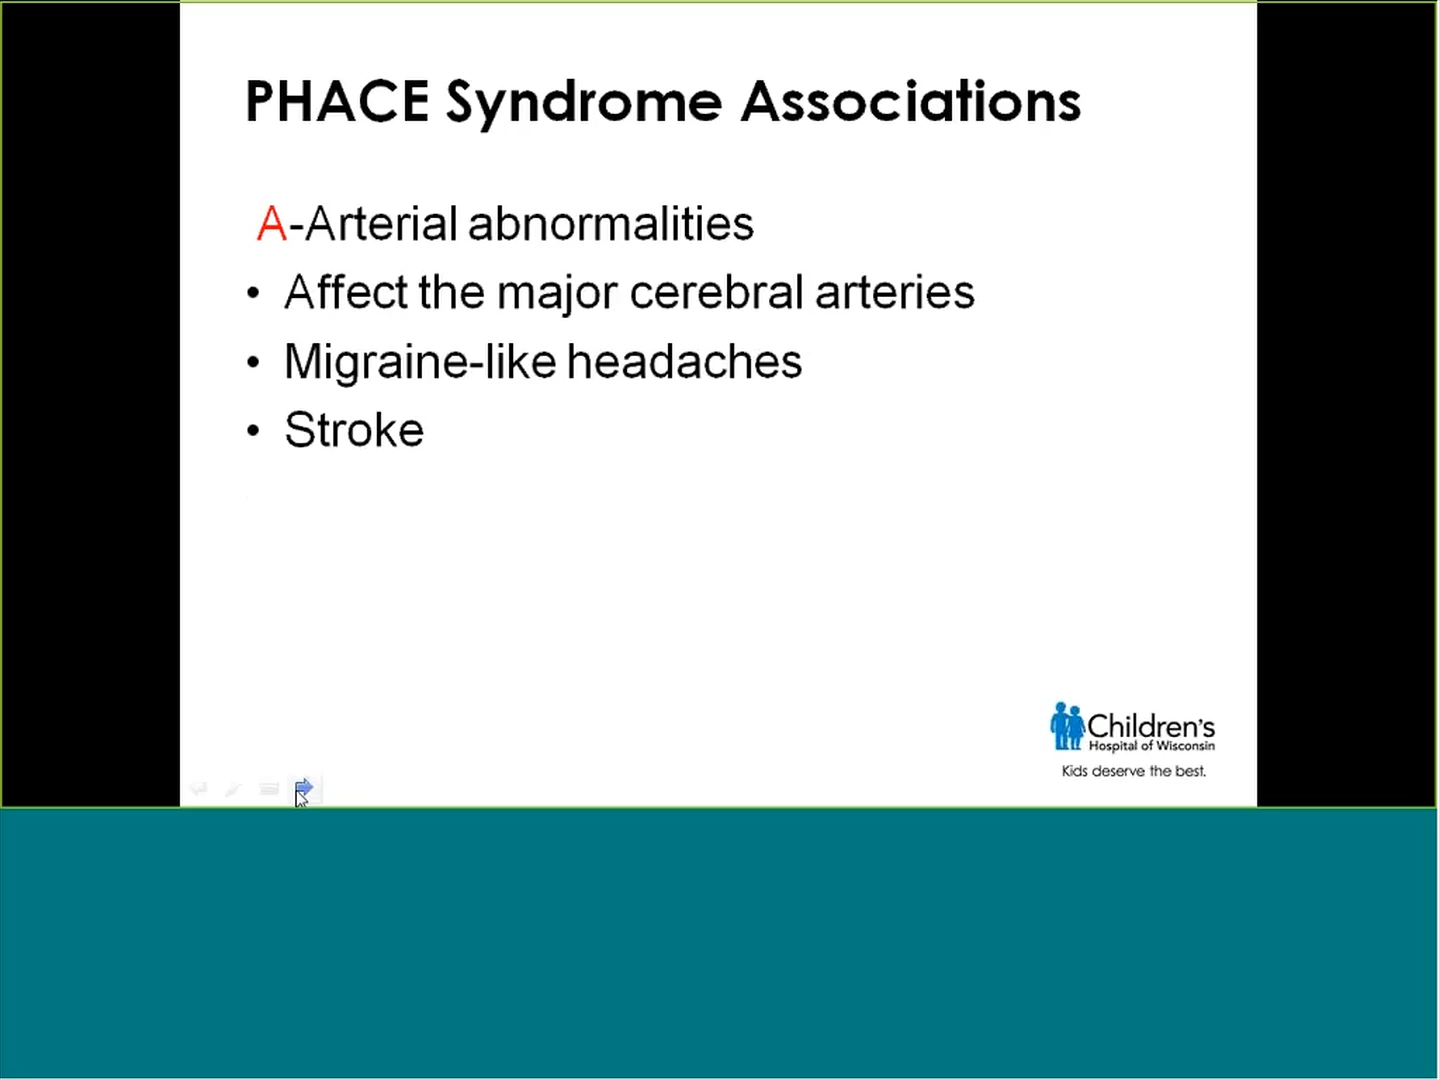 PHACE Syndrome Associations
A-Arterial abnormalities
• Affect the major cerebral arteries
• Migraine-like headaches
• Stroke
Children's
Hospital of Wisconsin
Kids deserve the best.